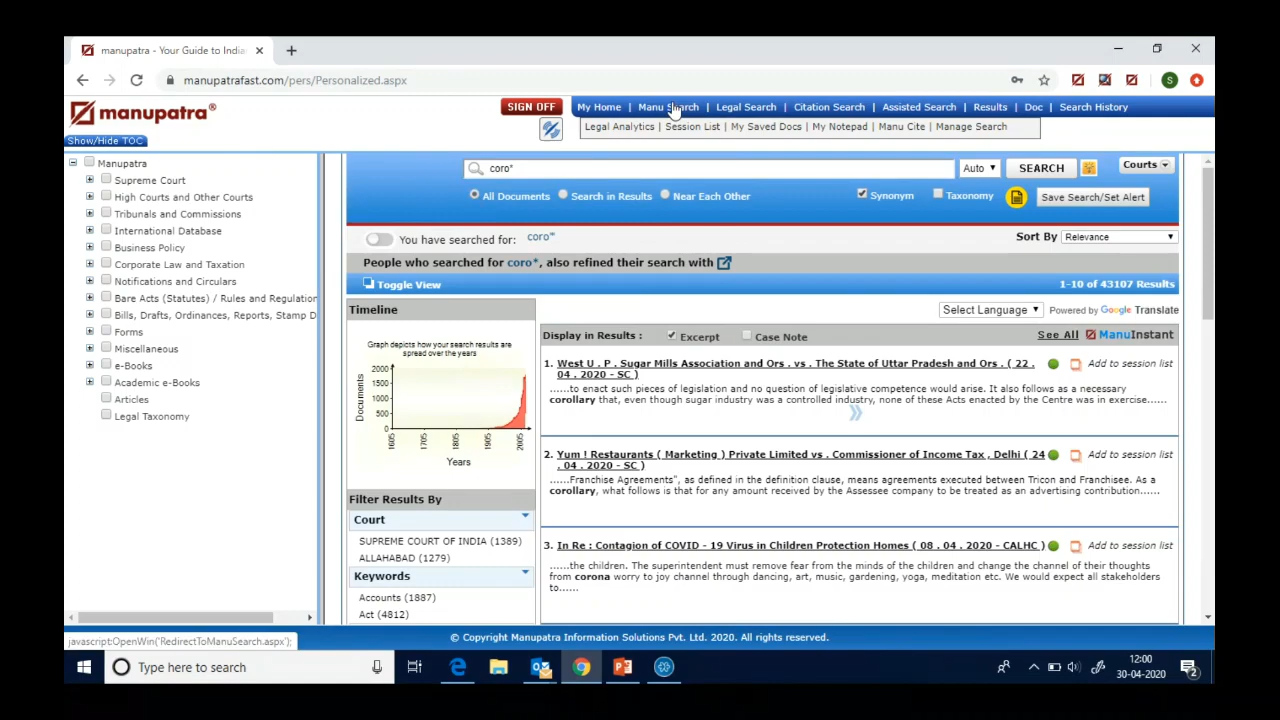 manupatra - Your Guide to India
manupatrafast.com/pers/Personalized.aspx
manupatra®
SIGN OFF
My Home | Manu Search | Legal Search | Citation Search | Assisted Search | Results | Doc | Search History
Legal Analytics | Session List | My Saved Docs | My Notepad | Manu Cite | Manage Search
Show/Hide TOC
Manupatra
Supreme Court
High Courts and Other Courts
Tribunals and Commissions
International Database
Business Policy
Corporate Law and Taxation
Notifications and Circulars
Bare Acts (Statutes) / Rules and Regulation
Bills, Drafts, Ordinances, Reports, Stamp D
Forms
Miscellaneous
e-Books
Academic e-Books
Articles
Legal Taxonomy
coro*
Auto
SEARCH
Courts
All Documents
Search in Results
Near Each Other
Synonym
Taxonomy
Save Search/Set Alert
You have searched for: coro*
Sort By Relevance
People who searched for coro*, also refined their search with
Toggle View
1-10 of 43107 Results
Timeline
Graph depicts how your search results are
spread over the years
Documents
2000
1500
1000
500
0
1605 1705 1805 1905 2005
Years
Filter Results By
Court
SUPREME COURT OF INDIA (1389)
ALLAHABAD (1279)
Keywords
Accounts (1887)
Act (4812)
Select Language
Powered by Google Translate
Display in Results : Excerpt Case Note
See All ManuInstant
1. West U . P . Sugar Mills Association and Ors . vs . The State of Uttar Pradesh and Ors . ( 22 .
04 . 2020 - SC )
Add to session list
......to enact such pieces of legislation and no question of legislative competence would arise. It also follows as a necessary
corollary that, even though sugar industry was a controlled industry, none of these Acts enacted by the Centre was in exercise......
2. Yum ! Restaurants ( Marketing ) Private Limited vs . Commissioner of Income Tax , Delhi ( 24
. 04 . 2020 - SC )
Add to session list
......Franchise Agreements", as defined in the definition clause, means agreements executed between Tricon and Franchisee. As a
corollary, what follows is that for any amount received by the Assessee company to be treated as an advertising contribution......
3. In Re : Contagion of COVID - 19 Virus in Children Protection Homes ( 08 . 04 . 2020 - CALHC )
Add to session list
......the children. The superintendent must remove fear from the minds of the children and change the channel of their thoughts
from corona worry to joy channel through dancing, art, music, gardening, yoga, meditation etc. We would expect all stakeholders
to......
javascript:OpenWin('RedirectToManuSearch.aspx');
© Copyright Manupatra Information Solutions Pvt. Ltd. 2020. All rights reserved.
Type here to search
12:00
30-04-2020
2
S